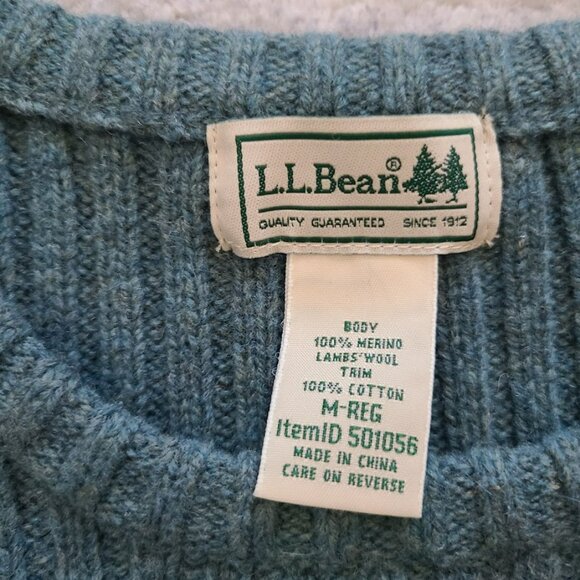 L.L.Bean®
QUALITY GUARANTEED SINCE 1912
BODY
100% MERINO
LAMBS' WOOL
TRIM
100% COTTON
M-REG
ItemID 501056
MADE IN CHINA
CARE ON REVERSE